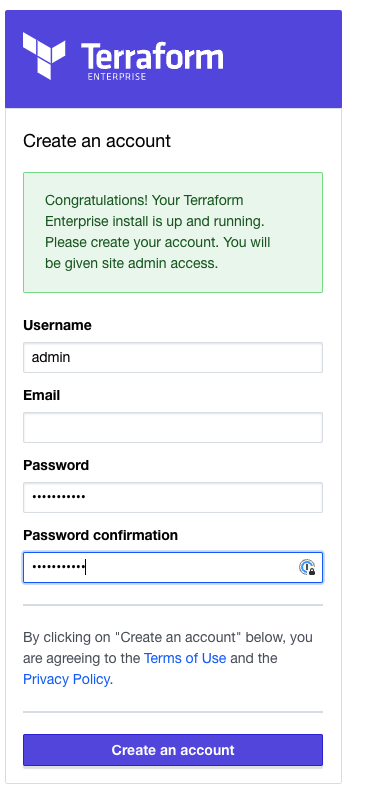 Terraform
ENTERPRISE
Create an account
Congratulations! Your Terraform
Enterprise install is up and running.
Please create your account. You will
be given site admin access.
Username
admin
Email
Password
•••••••••••
Password confirmation
•••••••••••
By clicking on "Create an account" below, you
are agreeing to the Terms of Use and the
Privacy Policy.
Create an account